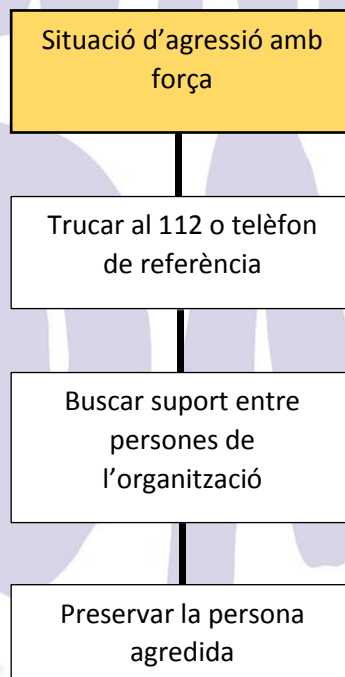 Situació d’agressió amb
força
Trucar al 112 o telèfon
de referència
Buscar suport entre
persones de
l’organització
Preservar la persona
agredida